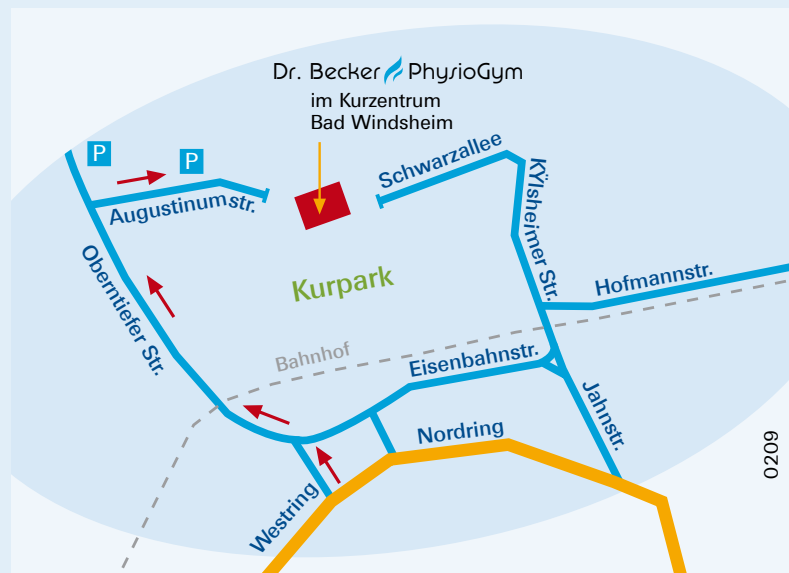 Dr. Becker PhysioGym
im Kurzentrum
Bad Windsheim
P
P
Schwarzallee
KŸlsheimer Str.
Augustinumstr.
Oberntiefer Str.
Kurpark
Hofmannstr.
Bahnhof
Eisenbahnstr.
Jahnstr.
Nordring
Westring
0209